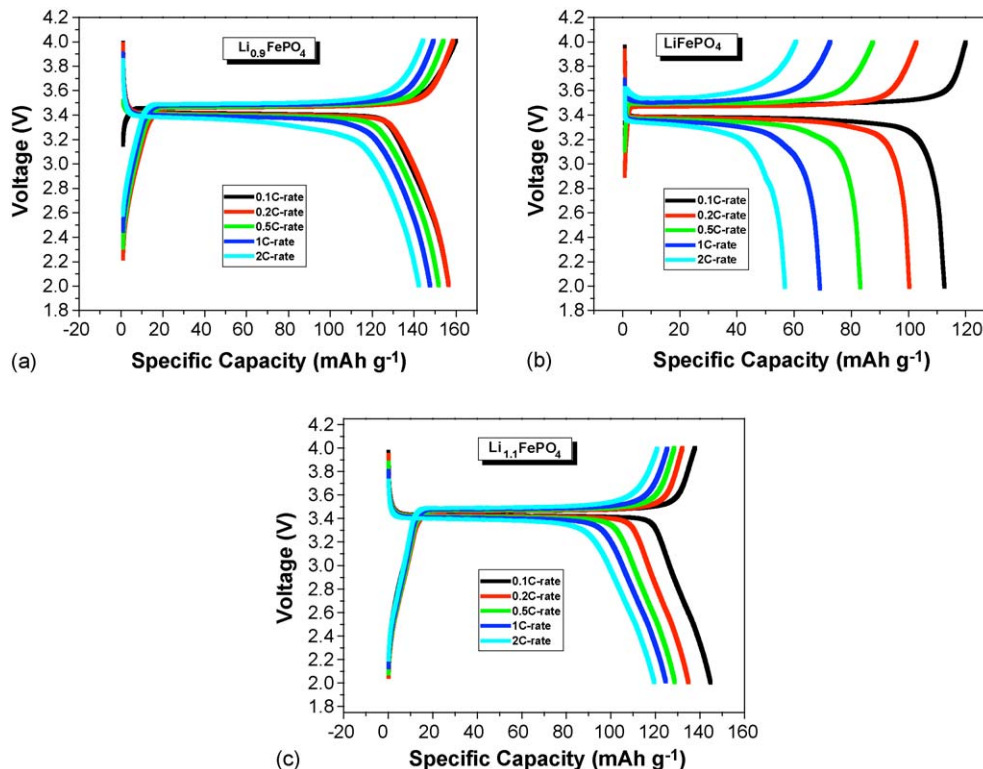 Li0.9FePO4
4.2
4.0
3.8
3.6
3.4
3.2
3.0
2.8
2.6
2.4
2.2
2.0
1.8
Voltage (V)
0.1C-rate
0.2C-rate
0.5C-rate
1C-rate
2C-rate
-20 0 20 40 60 80 100 120 140 160
Specific Capacity (mAh g-1)
(a)
LiFePO4
4.2
4.0
3.8
3.6
3.4
3.2
3.0
2.8
2.6
2.4
2.2
2.0
1.8
Voltage (V)
0.1C-rate
0.2C-rate
0.5C-rate
1C-rate
2C-rate
0 20 40 60 80 100 120
Specific Capacity (mAh g-1)
(b)
Li1.1FePO4
4.2
4.0
3.8
3.6
3.4
3.2
3.0
2.8
2.6
2.4
2.2
2.0
1.8
Voltage (V)
0.1C-rate
0.2C-rate
0.5C-rate
1C-rate
2C-rate
-20 0 20 40 60 80 100 120 140 160
Specific Capacity (mAh g-1)
(c)